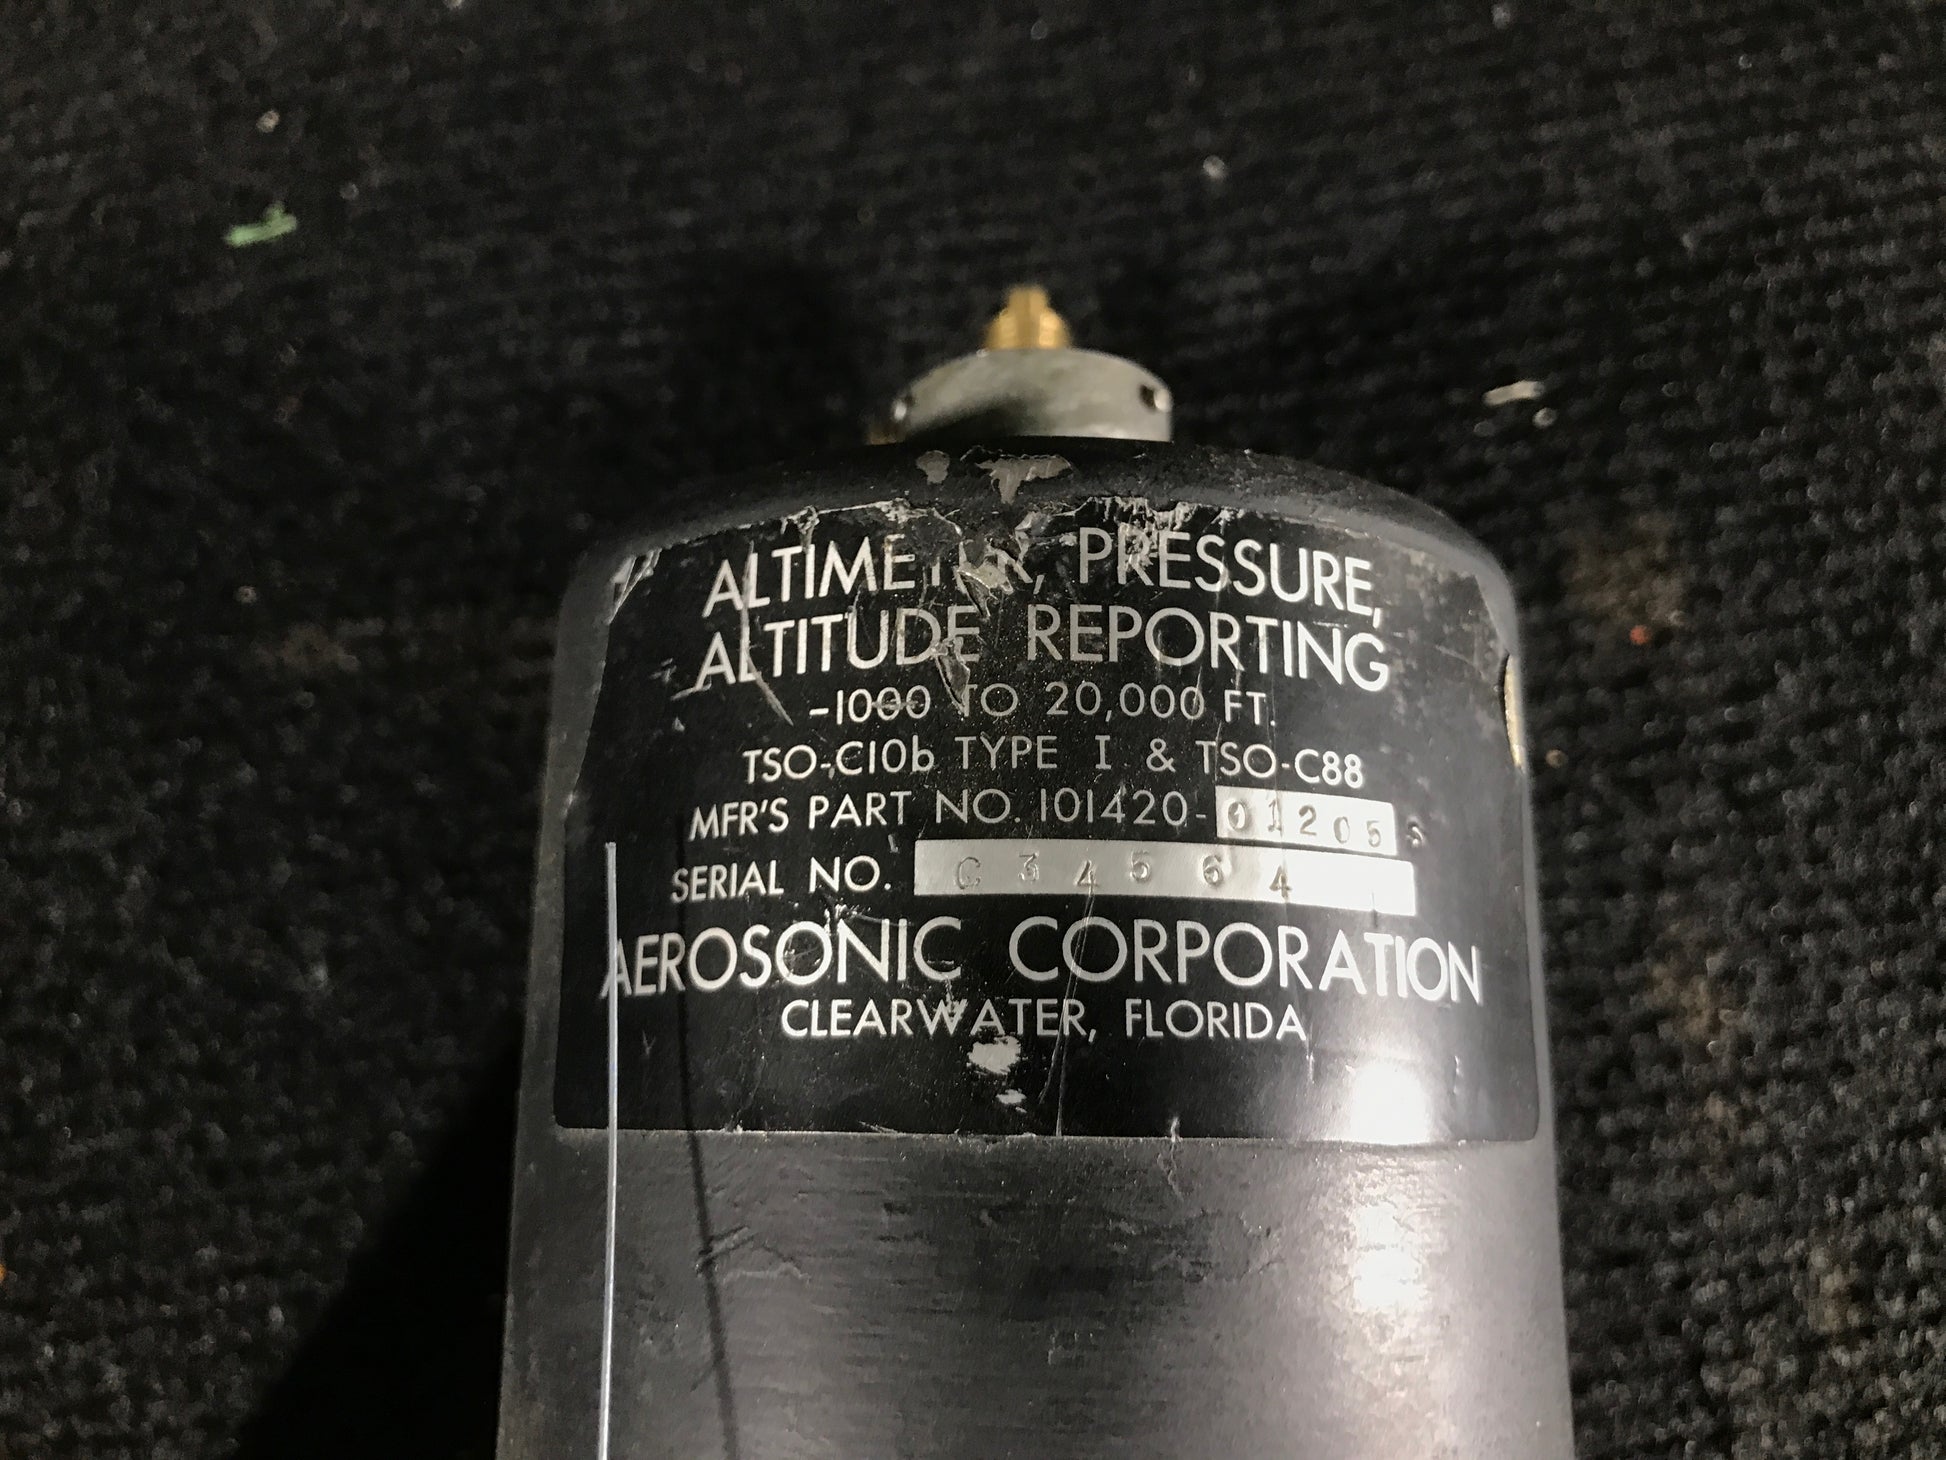 ALTIMETER, PRESSURE,
ALTITUDE REPORTING
-1000 TO 20,000 FT.
TSO-C10b TYPE I & TSO-C88
MFR'S PART NO. 101420-01205
SERIAL NO. C34564
AEROSONIC CORPORATION
CLEARWATER, FLORIDA